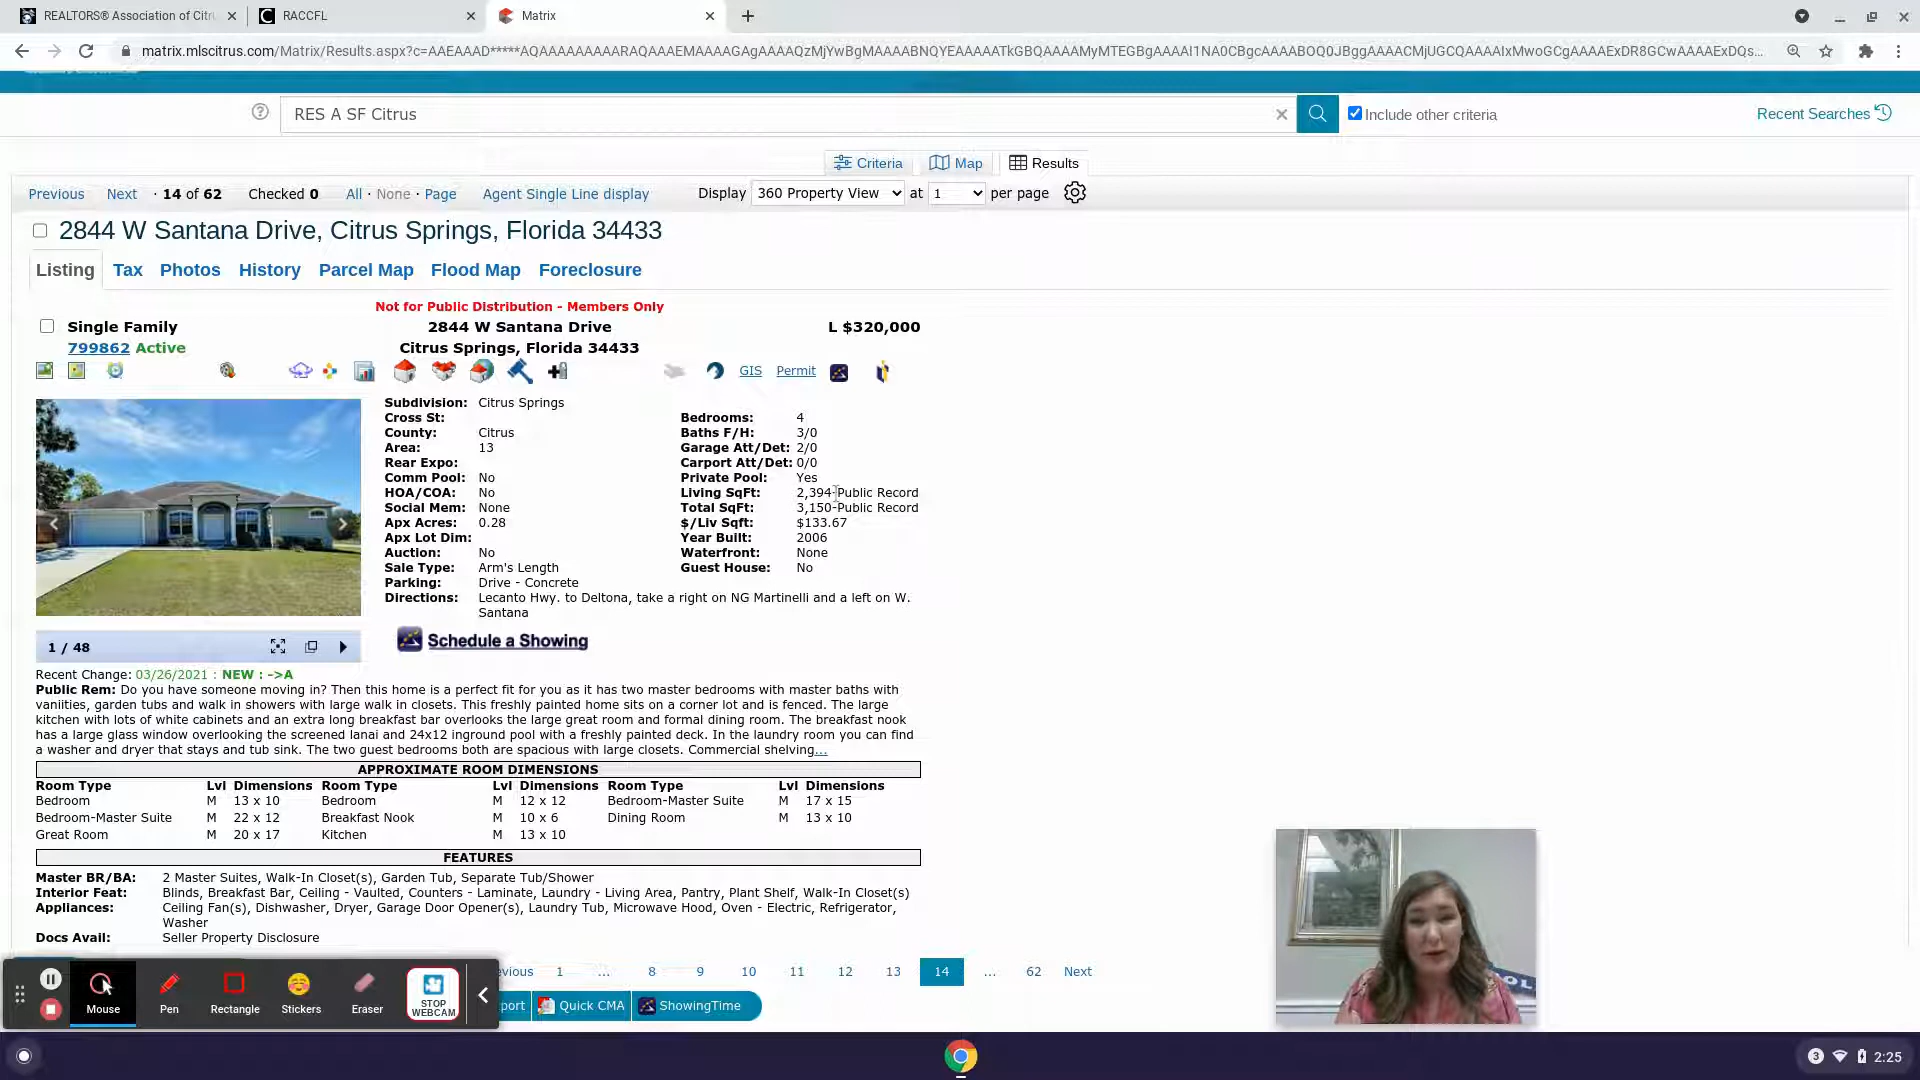 REALTORS® Association of Citr
RACCFL
Matrix
matrix.mlscitrus.com/Matrix/Results.aspx?c=AAEAAAD*****AQAAAAAAAAARAQAAAEMAAAAGAgAAAAQzMjYwBgMAAAABNQYEAAAAATkGBQAAAAMyMTEGBgAAAAI1NA0CBgcAAAABOQ0JBggAAAACMjUGCQAAAAIxMwoGCgAAAAExDR8GCwAAAAExDQs...
RES A SF Citrus
Include other criteria
Recent Searches
Criteria
Map
Results
Previous Next · 14 of 62 Checked 0 All · None · Page Agent Single Line display Display 360 Property View at 1 per page
2844 W Santana Drive, Citrus Springs, Florida 34433
Listing Tax Photos History Parcel Map Flood Map Foreclosure
Not for Public Distribution - Members Only
Single Family 2844 W Santana Drive L $320,000
799862 Active Citrus Springs, Florida 34433
GIS Permit
Subdivision: Citrus Springs
Cross St: Bedrooms: 4
County: Citrus Baths F/H: 3/0
Area: 13 Garage Att/Det: 2/0
Rear Expo: Carport Att/Det: 0/0
Comm Pool: No Private Pool: Yes
HOA/COA: No Living SqFt: 2,394-Public Record
Social Mem: None Total SqFt: 3,150-Public Record
Apx Acres: 0.28 $/Liv Sqft: $133.67
Apx Lot Dim: Year Built: 2006
Auction: No Waterfront: None
Sale Type: Arm's Length Guest House: No
Parking: Drive - Concrete
Directions: Lecanto Hwy. to Deltona, take a right on NG Martinelli and a left on W.
Santana
1 / 48
Schedule a Showing
Recent Change: 03/26/2021 : NEW : ->A
Public Rem: Do you have someone moving in? Then this home is a perfect fit for you as it has two master bedrooms with master baths with
vaniities, garden tubs and walk in showers with large walk in closets. This freshly painted home sits on a corner lot and is fenced. The large
kitchen with lots of white cabinets and an extra long breakfast bar overlooks the large great room and formal dining room. The breakfast nook
has a large glass window overlooking the screened lanai and 24x12 inground pool with a freshly painted deck. In the laundry room you can find
a washer and dryer that stays and tub sink. The two guest bedrooms both are spacious with large closets. Commercial shelving...
APPROXIMATE ROOM DIMENSIONS
Room Type Lvl Dimensions Room Type Lvl Dimensions Room Type Lvl Dimensions
Bedroom M 13 x 10 Bedroom M 12 x 12 Bedroom-Master Suite M 17 x 15
Bedroom-Master Suite M 22 x 12 Breakfast Nook M 10 x 6 Dining Room M 13 x 10
Great Room M 20 x 17 Kitchen M 13 x 10
FEATURES
Master BR/BA: 2 Master Suites, Walk-In Closet(s), Garden Tub, Separate Tub/Shower
Interior Feat: Blinds, Breakfast Bar, Ceiling - Vaulted, Counters - Laminate, Laundry - Living Area, Pantry, Plant Shelf, Walk-In Closet(s)
Appliances: Ceiling Fan(s), Dishwasher, Dryer, Garage Door Opener(s), Laundry Tub, Microwave Hood, Oven - Electric, Refrigerator,
Washer
Docs Avail: Seller Property Disclosure
evious 1 ... 8 9 10 11 12 13 14 ... 62 Next
port Quick CMA ShowingTime
Mouse Pen Rectangle Stickers Eraser STOP WEBCAM
3 2:25